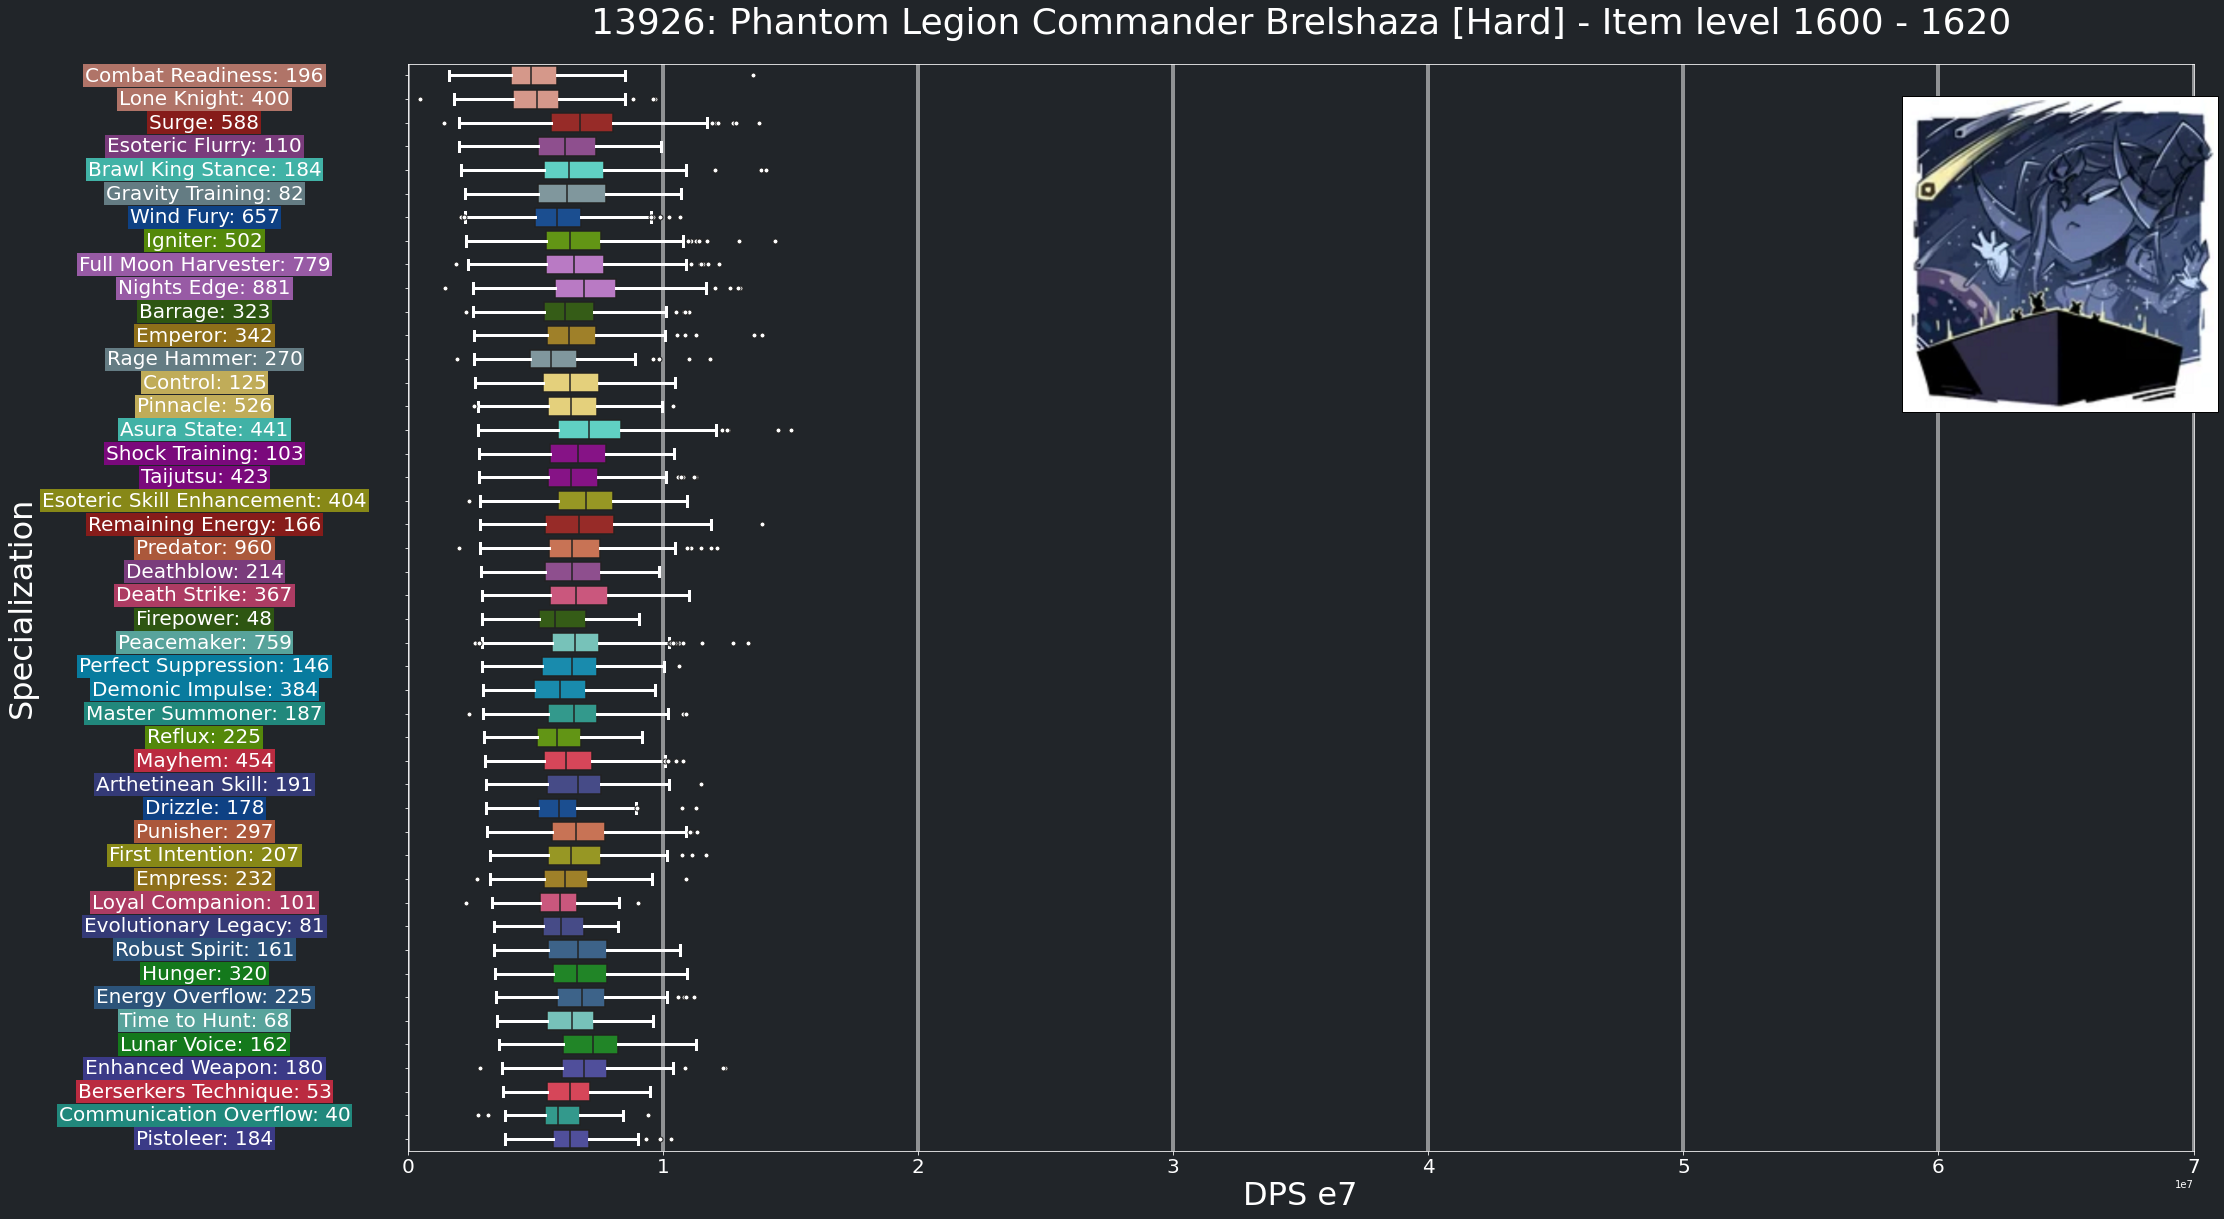 13926: Phantom Legion Commander Brelshaza [Hard] - Item level 1600 - 1620
Combat Readiness: 196
Lone Knight: 400
Surge: 588
Esoteric Flurry: 110
Brawl King Stance: 184
Gravity Training: 82
Wind Fury: 657
Igniter: 502
Full Moon Harvester: 779
Nights Edge: 881
Barrage: 323
Emperor: 342
Rage Hammer: 270
Control: 125
Pinnacle: 526
Asura State: 441
Shock Training: 103
Taijutsu: 423
Esoteric Skill Enhancement: 404
Remaining Energy: 166
Predator: 960
Deathblow: 214
Death Strike: 367
Firepower: 48
Peacemaker: 759
Perfect Suppression: 146
Demonic Impulse: 384
Master Summoner: 187
Reflux: 225
Mayhem: 454
Arthetinean Skill: 191
Drizzle: 178
Punisher: 297
First Intention: 207
Empress: 232
Loyal Companion: 101
Evolutionary Legacy: 81
Robust Spirit: 161
Hunger: 320
Energy Overflow: 225
Time to Hunt: 68
Lunar Voice: 162
Enhanced Weapon: 180
Berserkers Technique: 53
Communication Overflow: 40
Pistoleer: 184
Specialization
0 1 2 3 4 5 6 7
1e7
DPS e7